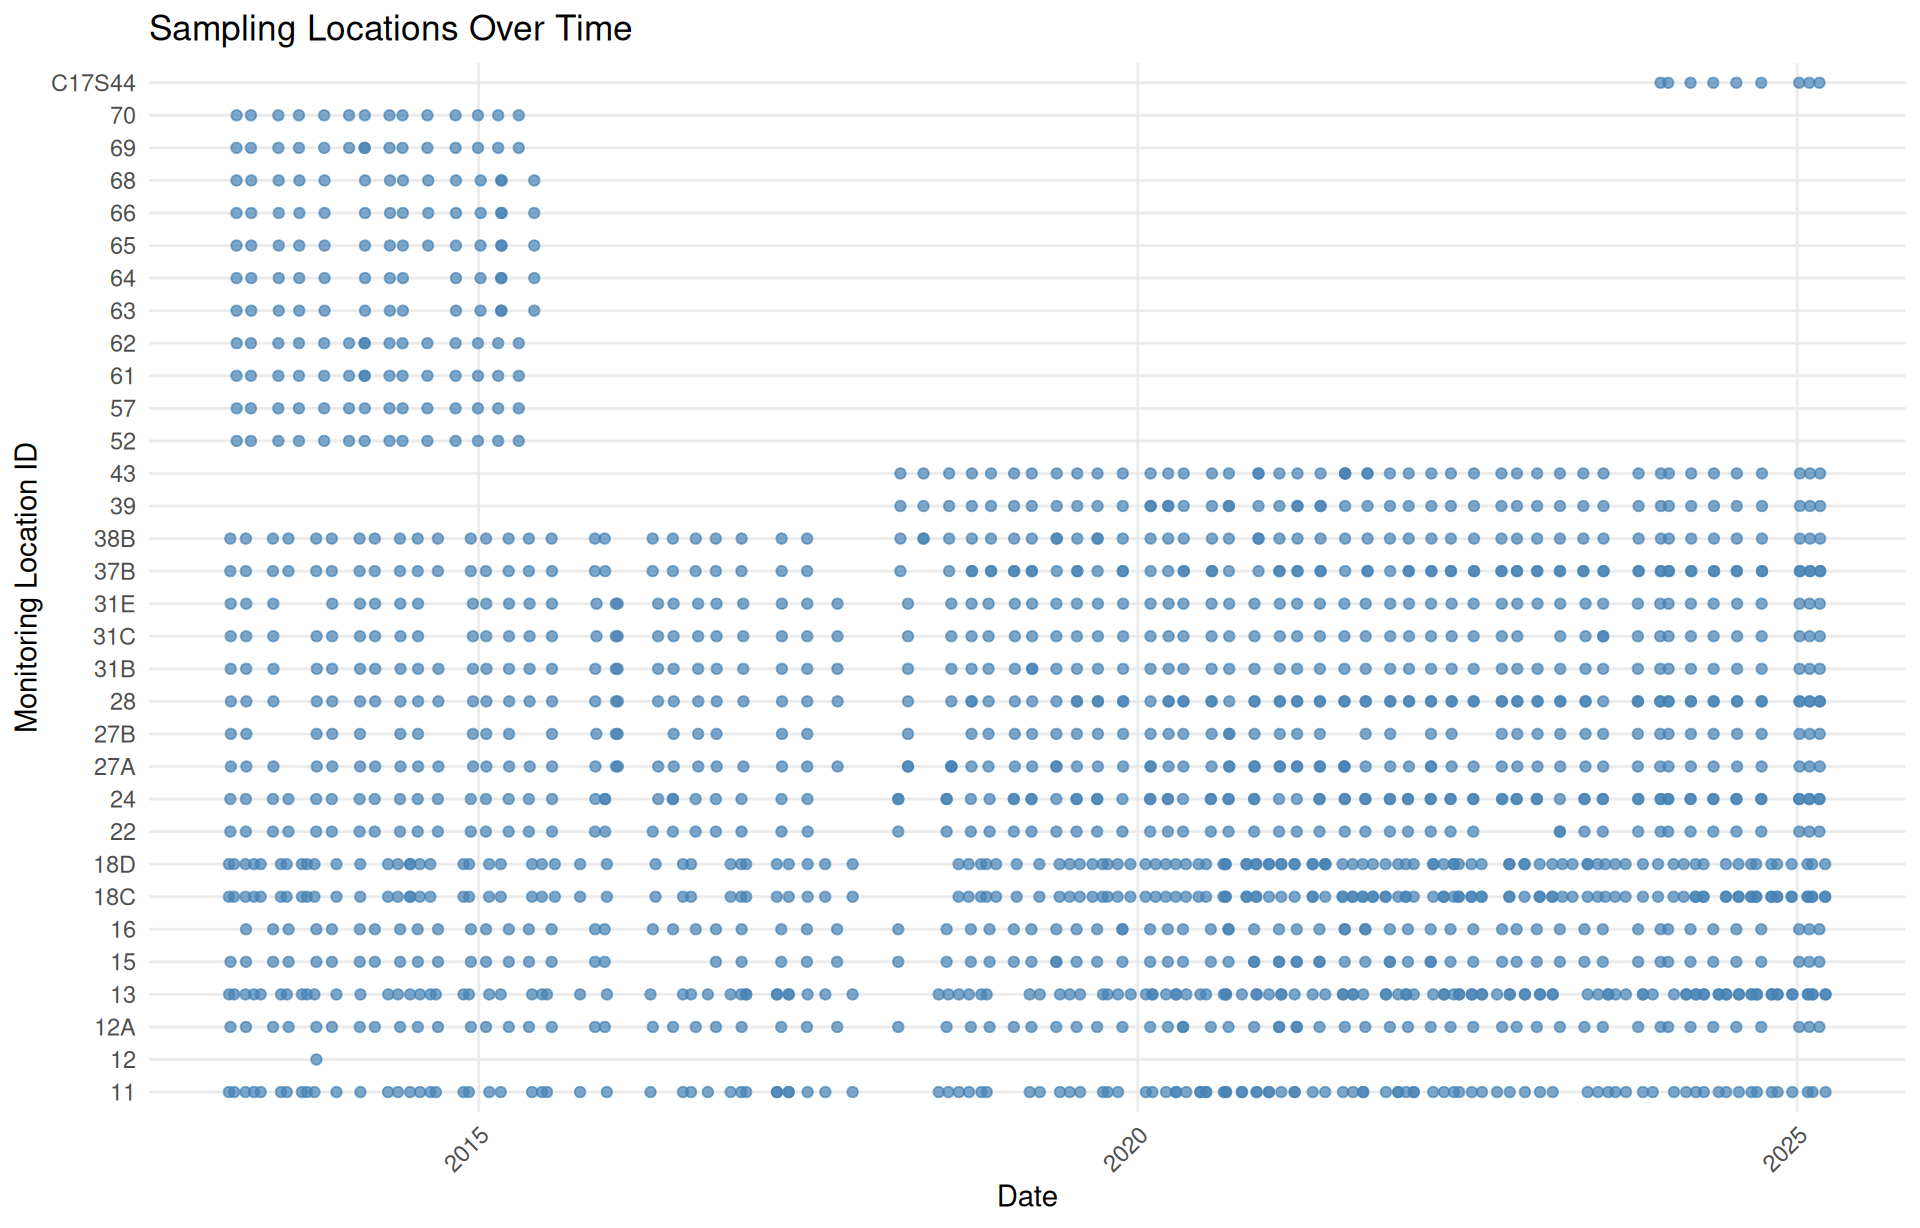 Sampling Locations Over Time
C17S44
70
69
68
66
65
64
63
62
61
57
52
43
39
38B
37B
31E
31C
31B
28
27B
27A
24
22
18D
18C
16
15
13
12A
12
11
Monitoring Location ID
2015
2020
2025
Date